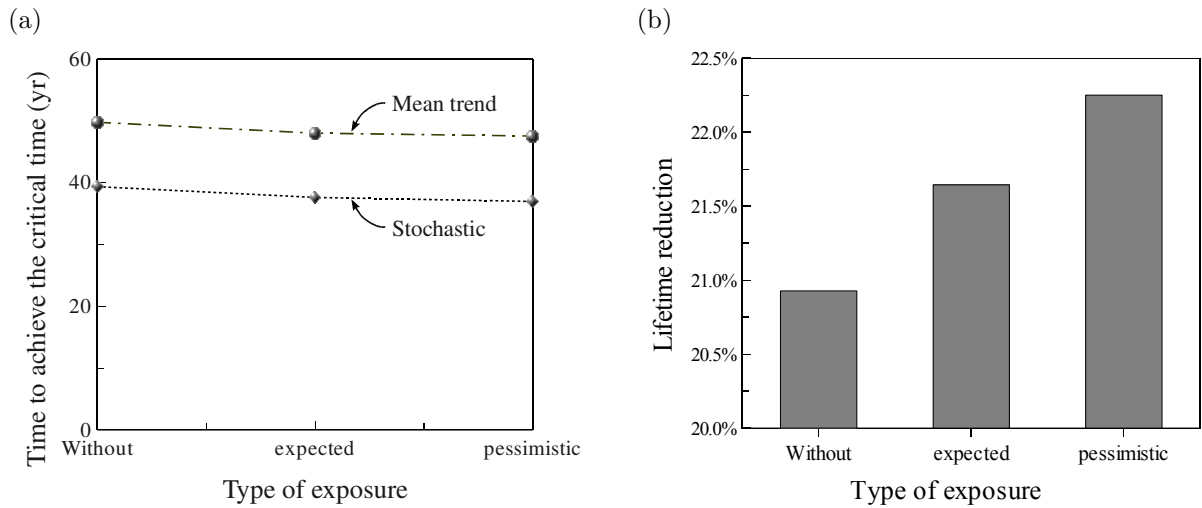 (a)
Time to achieve the critical time (yr)
60
40
20
0
Mean trend
Stochastic
Without
expected
pessimistic
Type of exposure
(b)
Lifetime reduction
22.5%
22.0%
21.5%
21.0%
20.5%
20.0%
Without
expected
pessimistic
Type of exposure